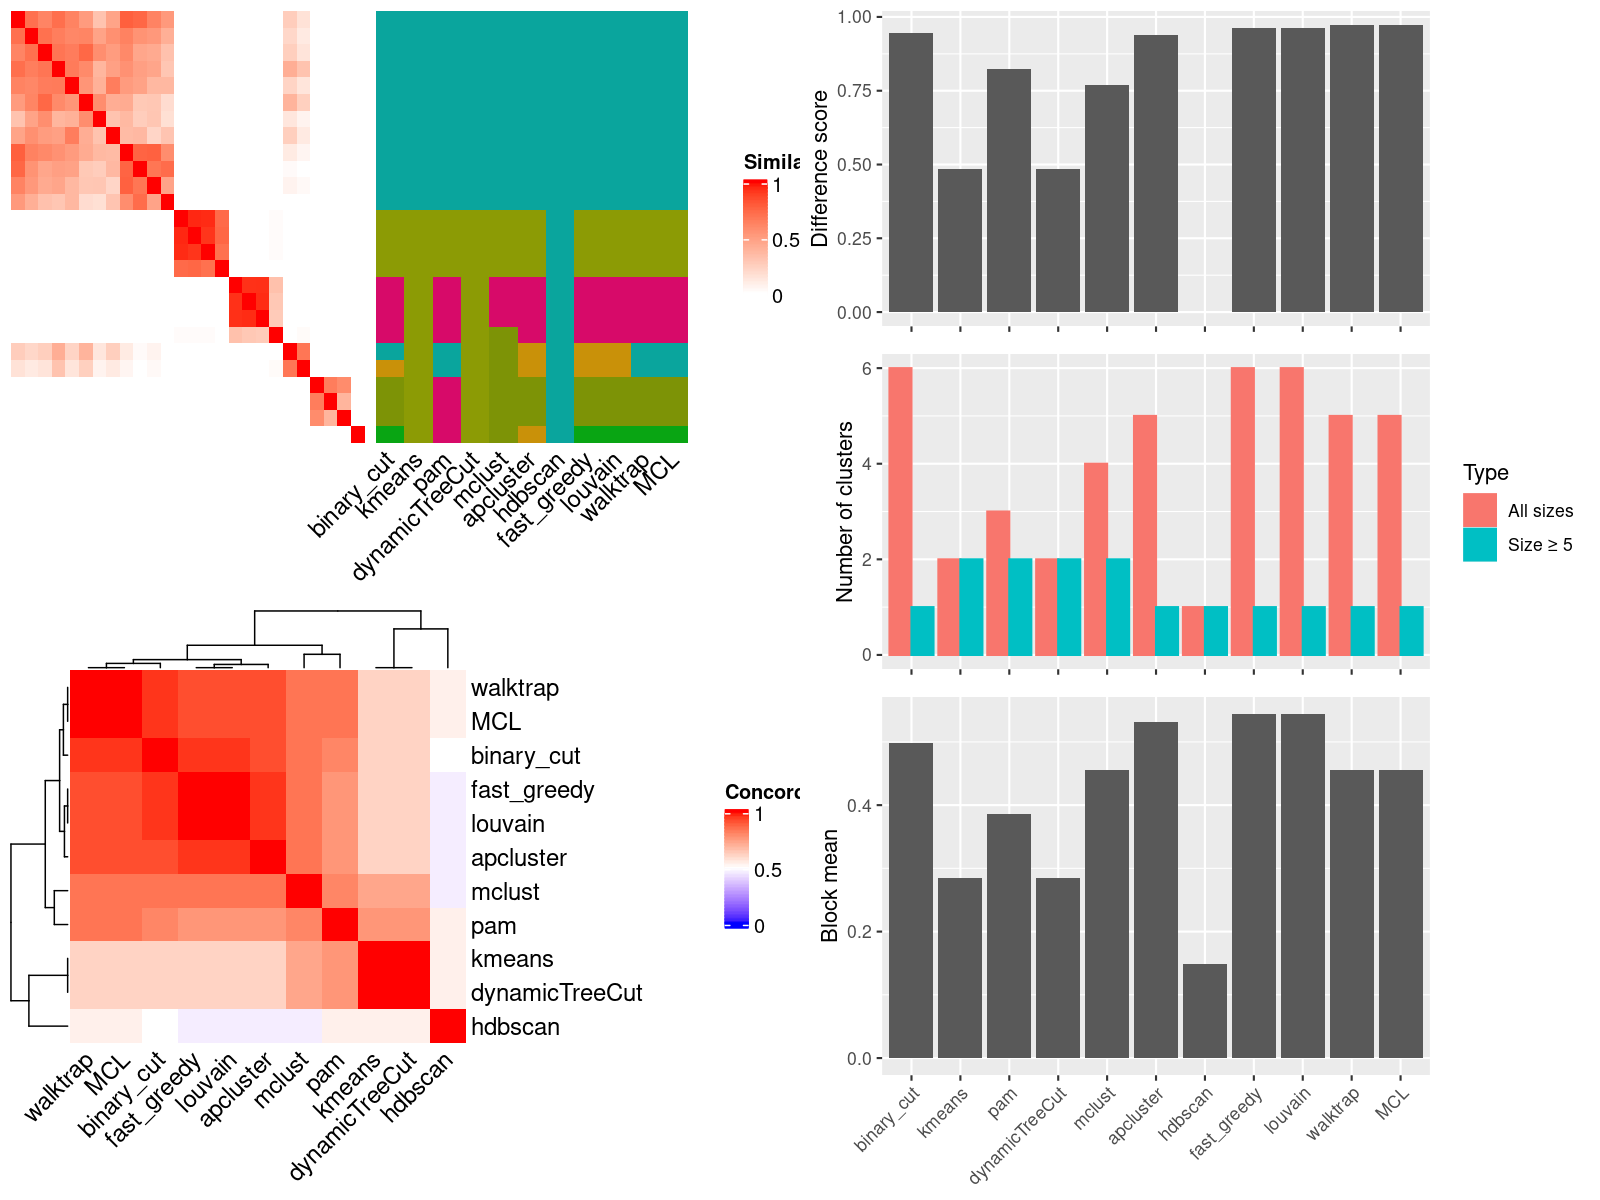 Simila
1
0.5
0
binary_cut
kmeans
pam
dynamicTreeCut
mclust
apcluster
hdbscan
fast_greedy
louvain
walktrap
MCL
walktrap
MCL
binary_cut
fast_greedy
louvain
apcluster
mclust
pam
kmeans
dynamicTreeCut
hdbscan
walktrap
MCL
binary_cut
fast_greedy
louvain
apcluster
mclust
pam
kmeans
dynamicTreeCut
hdbscan
Concord
1
0.5
0
Difference score
1.00
0.75
0.50
0.25
0.00
Number of clusters
6
4
2
0
Type
All sizes
Size ≥ 5
Block mean
0.4
0.2
0.0
binary_cut
kmeans
pam
dynamicTreeCut
mclust
apcluster
hdbscan
fast_greedy
louvain
walktrap
MCL